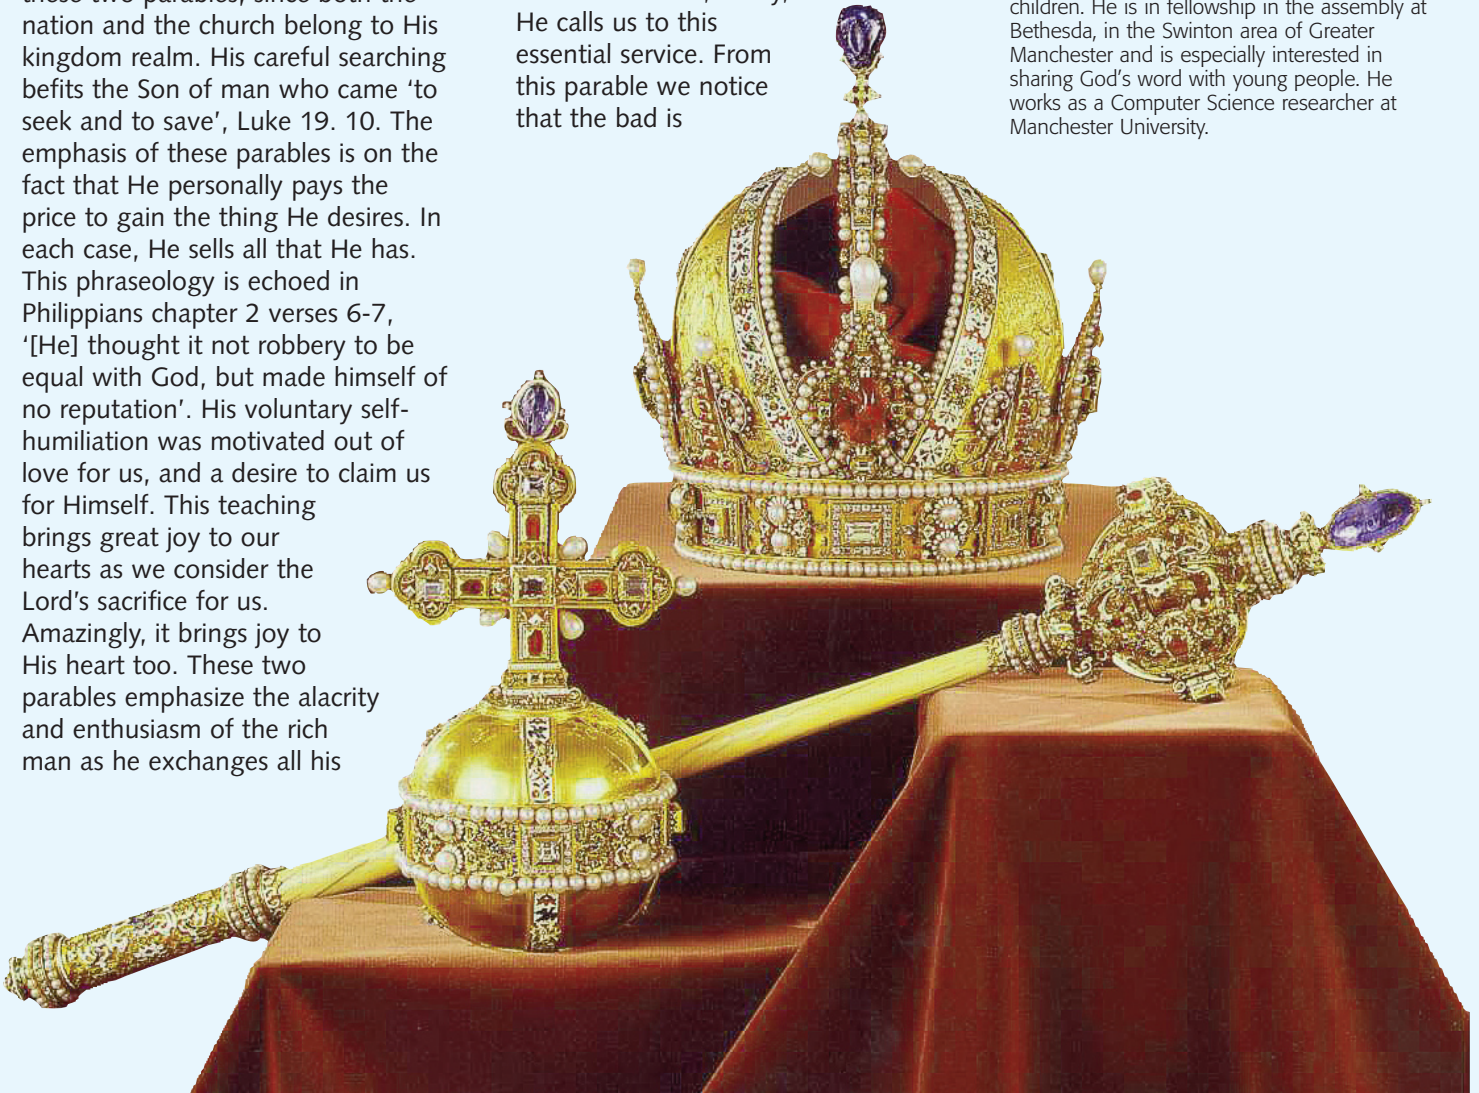 these two parables, since both the
nation and the church belong to His
kingdom realm. His careful searching
befits the Son of man who came ‘to
seek and to save’, Luke 19. 10. The
emphasis of these parables is on the
fact that He personally pays the
price to gain the thing He desires. In
each case, He sells all that He has.
This phraseology is echoed in
Philippians chapter 2 verses 6-7,
‘[He] thought it not robbery to be
equal with God, but made himself of
no reputation’. His voluntary self-
humiliation was motivated out of
love for us, and a desire to claim us
for Himself. This teaching
brings great joy to our
hearts as we consider the
Lord’s sacrifice for us.
Amazingly, it brings joy to
His heart too. These two
parables emphasize the alacrity
and enthusiasm of the rich
man as he exchanges all his
He calls us to this
essential service. From
this parable we notice
that the bad is
children. He is in fellowship in the assembly at
Bethesda, in the Swinton area of Greater
Manchester and is especially interested in
sharing God’s word with young people. He
works as a Computer Science researcher at
Manchester University.